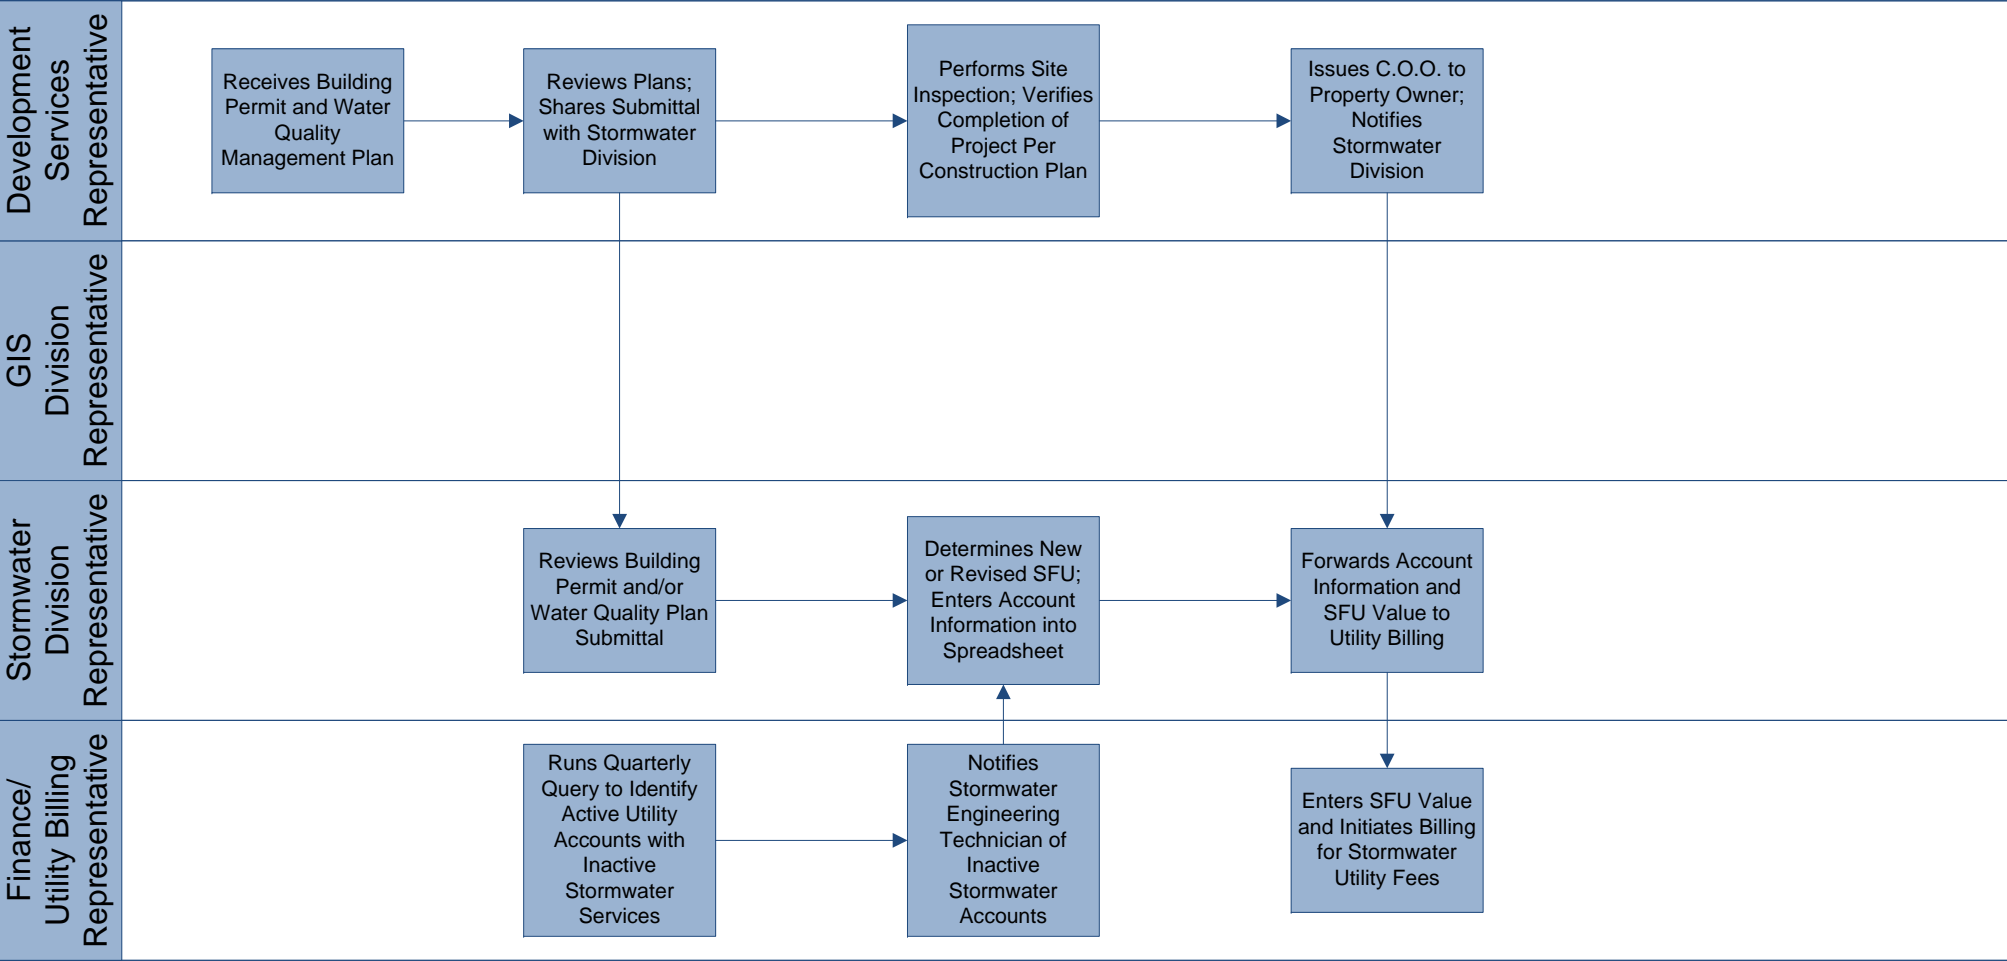 Development
Services
Representative
Receives Building
Permit and Water
Quality
Management Plan
Reviews Plans;
Shares Submittal
with Stormwater
Division
Performs Site
Inspection; Verifies
Completion of
Project Per
Construction Plan
Issues C.O.O. to
Property Owner;
Notifies
Stormwater
Division
GIS
Division
Representative
Stormwater
Division
Representative
Reviews Building
Permit and/or
Water Quality Plan
Submittal
Determines New
or Revised SFU;
Enters Account
Information into
Spreadsheet
Forwards Account
Information and
SFU Value to
Utility Billing
Finance/
Utility Billing
Representative
Runs Quarterly
Query to Identify
Active Utility
Accounts with
Inactive
Stormwater
Services
Notifies
Stormwater
Engineering
Technician of
Inactive
Stormwater
Accounts
Enters SFU Value
and Initiates Billing
for Stormwater
Utility Fees